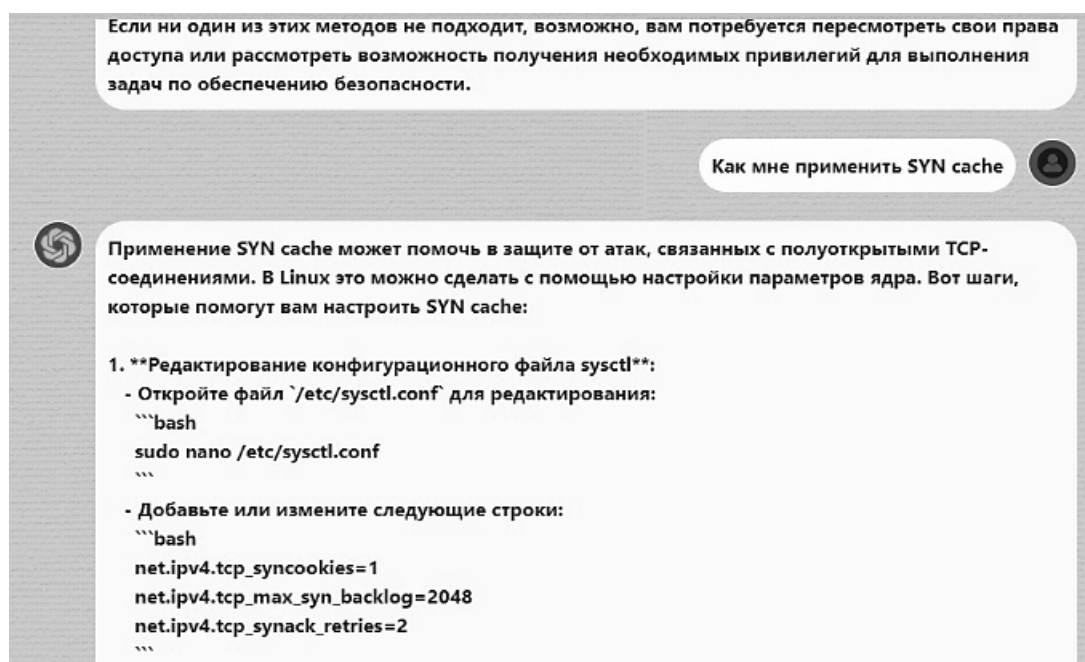 Если ни один из этих методов не подходит, возможно, вам потребуется пересмотреть свои права
доступа или рассмотреть возможность получения необходимых привилегий для выполнения
задач по обеспечению безопасности.
Как мне применить SYN cache
Применение SYN cache может помочь в защите от атак, связанных с полуоткрытыми TCP-
соединениями. В Linux это можно сделать с помощью настройки параметров ядра. Вот шаги,
которые помогут вам настроить SYN cache:
1. **Редактирование конфигурационного файла sysctl**:
- Откройте файл `/etc/sysctl.conf` для редактирования:
```bash
sudo nano /etc/sysctl.conf
```
- Добавьте или измените следующие строки:
```bash
net.ipv4.tcp_syncookies=1
net.ipv4.tcp_max_syn_backlog=2048
net.ipv4.tcp_synack_retries=2
```